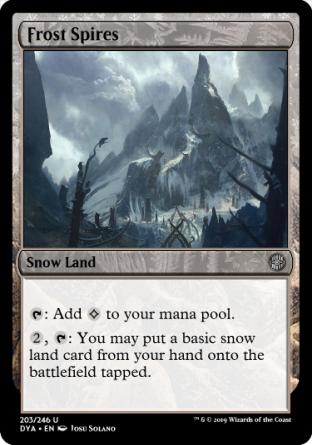 Frost Spires
Snow Land
: Add to your mana pool.
2, : You may put a basic snow
land card from your hand onto the
battlefield tapped.
203/246 U
DYA • EN Josu Solano
™ & © 2019 Wizards of the Coast